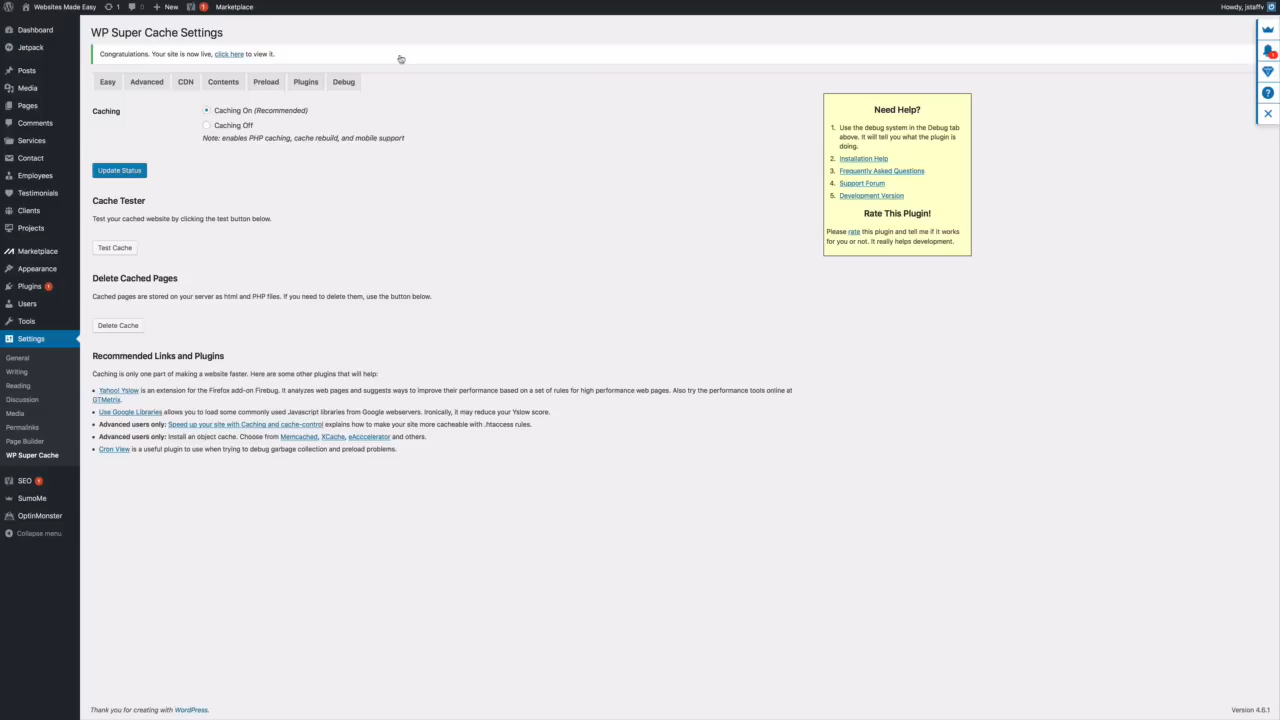 Websites Made Easy 0 New 1 Marketplace Howdy, jstaffv
Dashboard
Jetpack
Posts
Media
Pages
Comments
Services
Contact
Employees
Testimonials
Clients
Projects
Marketplace
Appearance
Plugins 1
Users
Tools
Settings
General
Writing
Reading
Discussion
Media
Permalinks
Page Builder
WP Super Cache
SEO 1
SumoMe
OptinMonster
Collapse menu
WP Super Cache Settings
Congratulations. Your site is now live, click here to view it.
Easy Advanced CDN Contents Preload Plugins Debug
Caching
Caching On (Recommended)
Caching Off
Note: enables PHP caching, cache rebuild, and mobile support
Update Status
Cache Tester
Test your cached website by clicking the test button below.
Test Cache
Delete Cached Pages
Cached pages are stored on your server as html and PHP files. If you need to delete them, use the button below.
Delete Cache
Recommended Links and Plugins
Caching is only one part of making a website faster. Here are some other plugins that will help:
• Yahoo! Yslow is an extension for the Firefox add-on Firebug. It analyzes web pages and suggests ways to improve their performance based on a set of rules for high performance web pages. Also try the performance tools online at
GTMetrix.
• Use Google Libraries allows you to load some commonly used Javascript libraries from Google webservers. Ironically, it may reduce your Yslow score.
• Advanced users only: Speed up your site with Caching and cache-control explains how to make your site more cacheable with .htaccess rules.
• Advanced users only: Install an object cache. Choose from Memcached, XCache, eAcccelerator and others.
• Cron View is a useful plugin to use when trying to debug garbage collection and preload problems.
Need Help?
1. Use the debug system in the Debug tab
above. It will tell you what the plugin is
doing.
2. Installation Help
3. Frequently Asked Questions
4. Support Forum
5. Development Version
Rate This Plugin!
Please rate this plugin and tell me if it works
for you or not. It really helps development.
Thank you for creating with WordPress.
Version 4.6.1